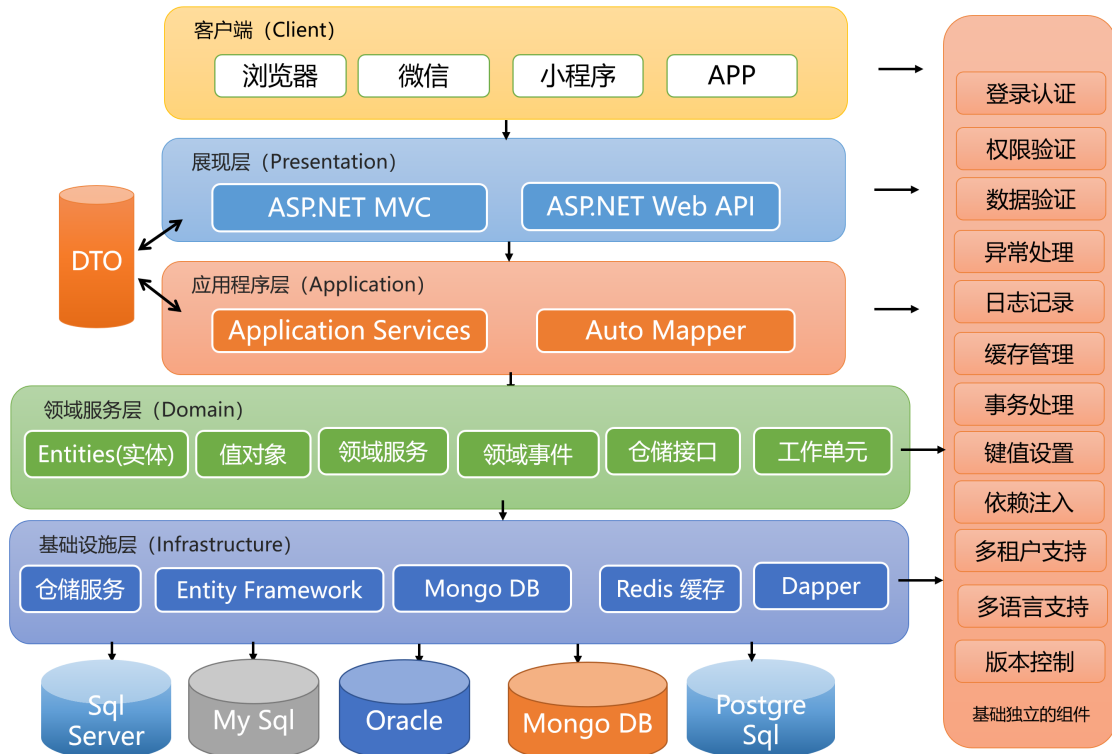 客户端（Client）
浏览器
微信
小程序
APP
展现层（Presentation）
ASP.NET MVC
ASP.NET Web API
DTO
应用程序层（Application）
Application Services
Auto Mapper
领域服务层（Domain）
Entities(实体)
值对象
领域服务
领域事件
仓储接口
工作单元
基础设施层（Infrastructure）
仓储服务
Entity Framework
Mongo DB
Redis 缓存
Dapper
Sql
Server
My Sql
Oracle
Mongo DB
Postgre
Sql
登录认证
权限验证
数据验证
异常处理
日志记录
缓存管理
事务处理
键值设置
依赖注入
多租户支持
多语言支持
版本控制
基础独立的组件